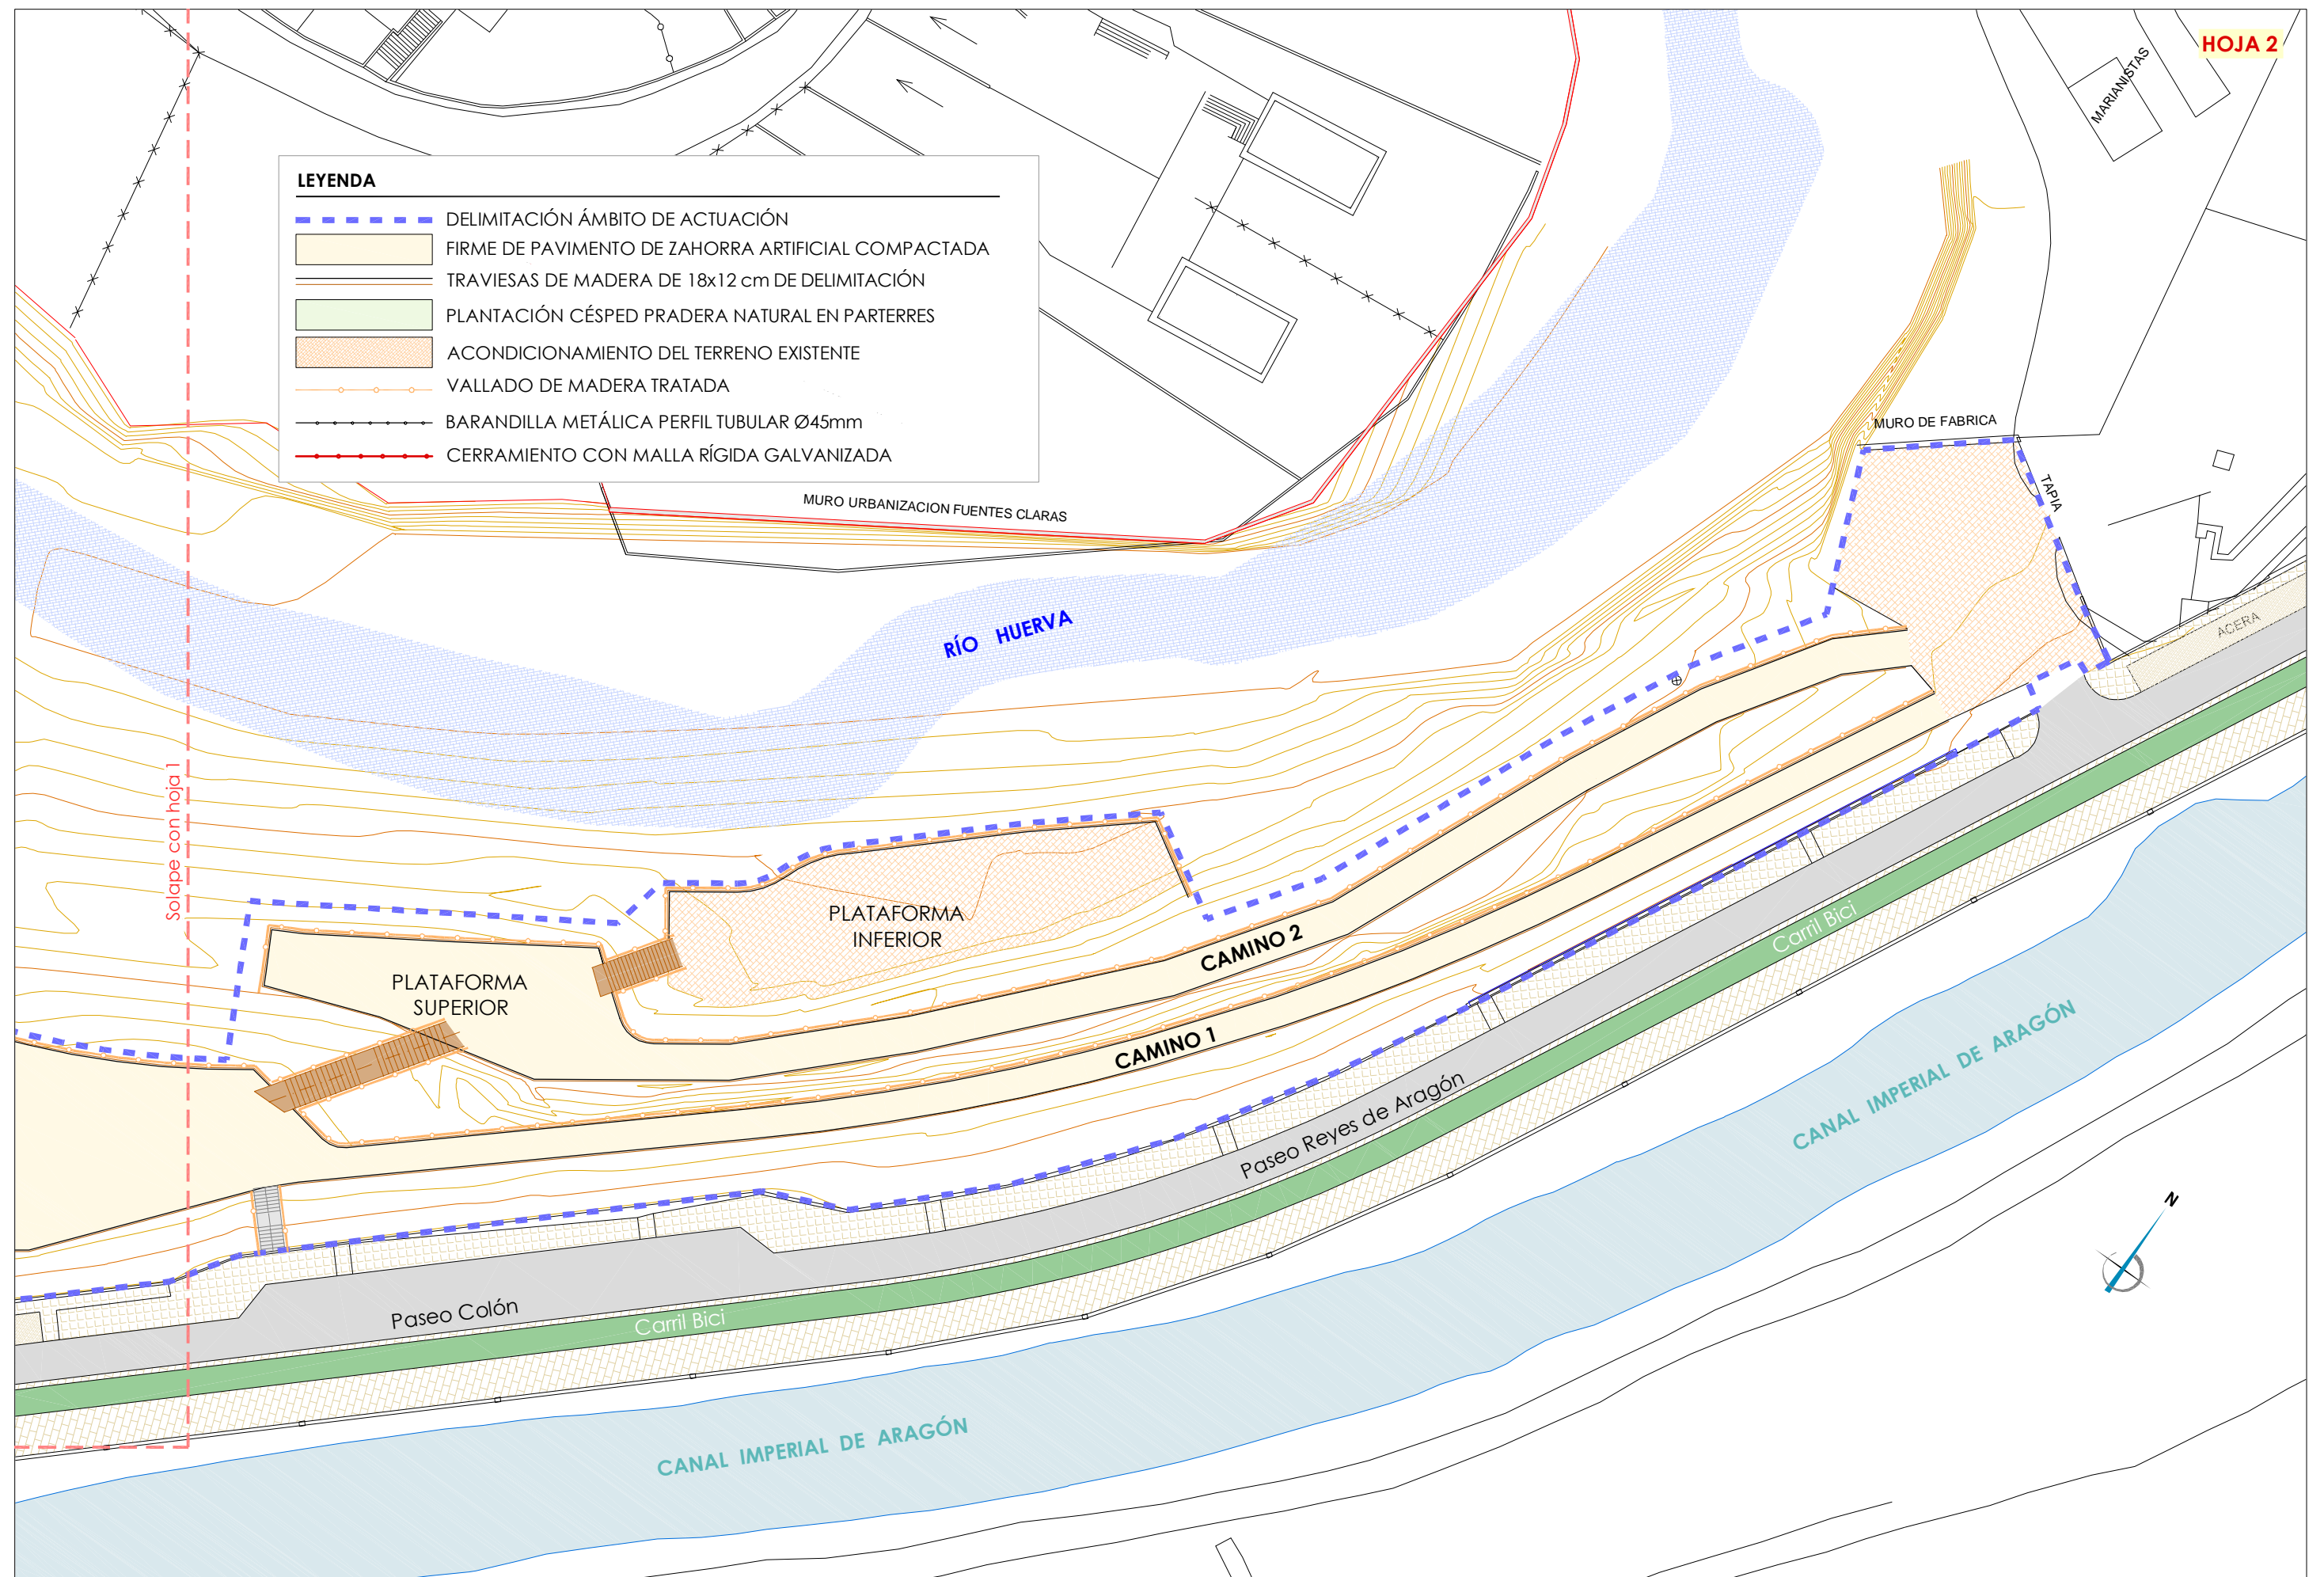 HOJA 2
MARIANISTAS
LEYENDA
DELIMITACIÓN ÁMBITO DE ACTUACIÓN
FIRME DE PAVIMENTO DE ZAHORRA ARTIFICIAL COMPACTADA
TRAVIESAS DE MADERA DE 18x12 cm DE DELIMITACIÓN
PLANTACIÓN CÉSPED PRADERA NATURAL EN PARTERRES
ACONDICIONAMIENTO DEL TERRENO EXISTENTE
VALLADO DE MADERA TRATADA
BARANDILLA METÁLICA PERFIL TUBULAR Ø45mm
CERRAMIENTO CON MALLA RÍGIDA GALVANIZADA
MURO DE FABRICA
TAPIA
MURO URBANIZACION FUENTES CLARAS
RÍO HUERVA
ACERA
Solape con hoja 1
PLATAFORMA
INFERIOR
PLATAFORMA
SUPERIOR
CAMINO 2
CAMINO 1
Carril Bici
Paseo Reyes de Aragón
CANAL IMPERIAL DE ARAGÓN
N
Paseo Colón
Carril Bici
CANAL IMPERIAL DE ARAGÓN